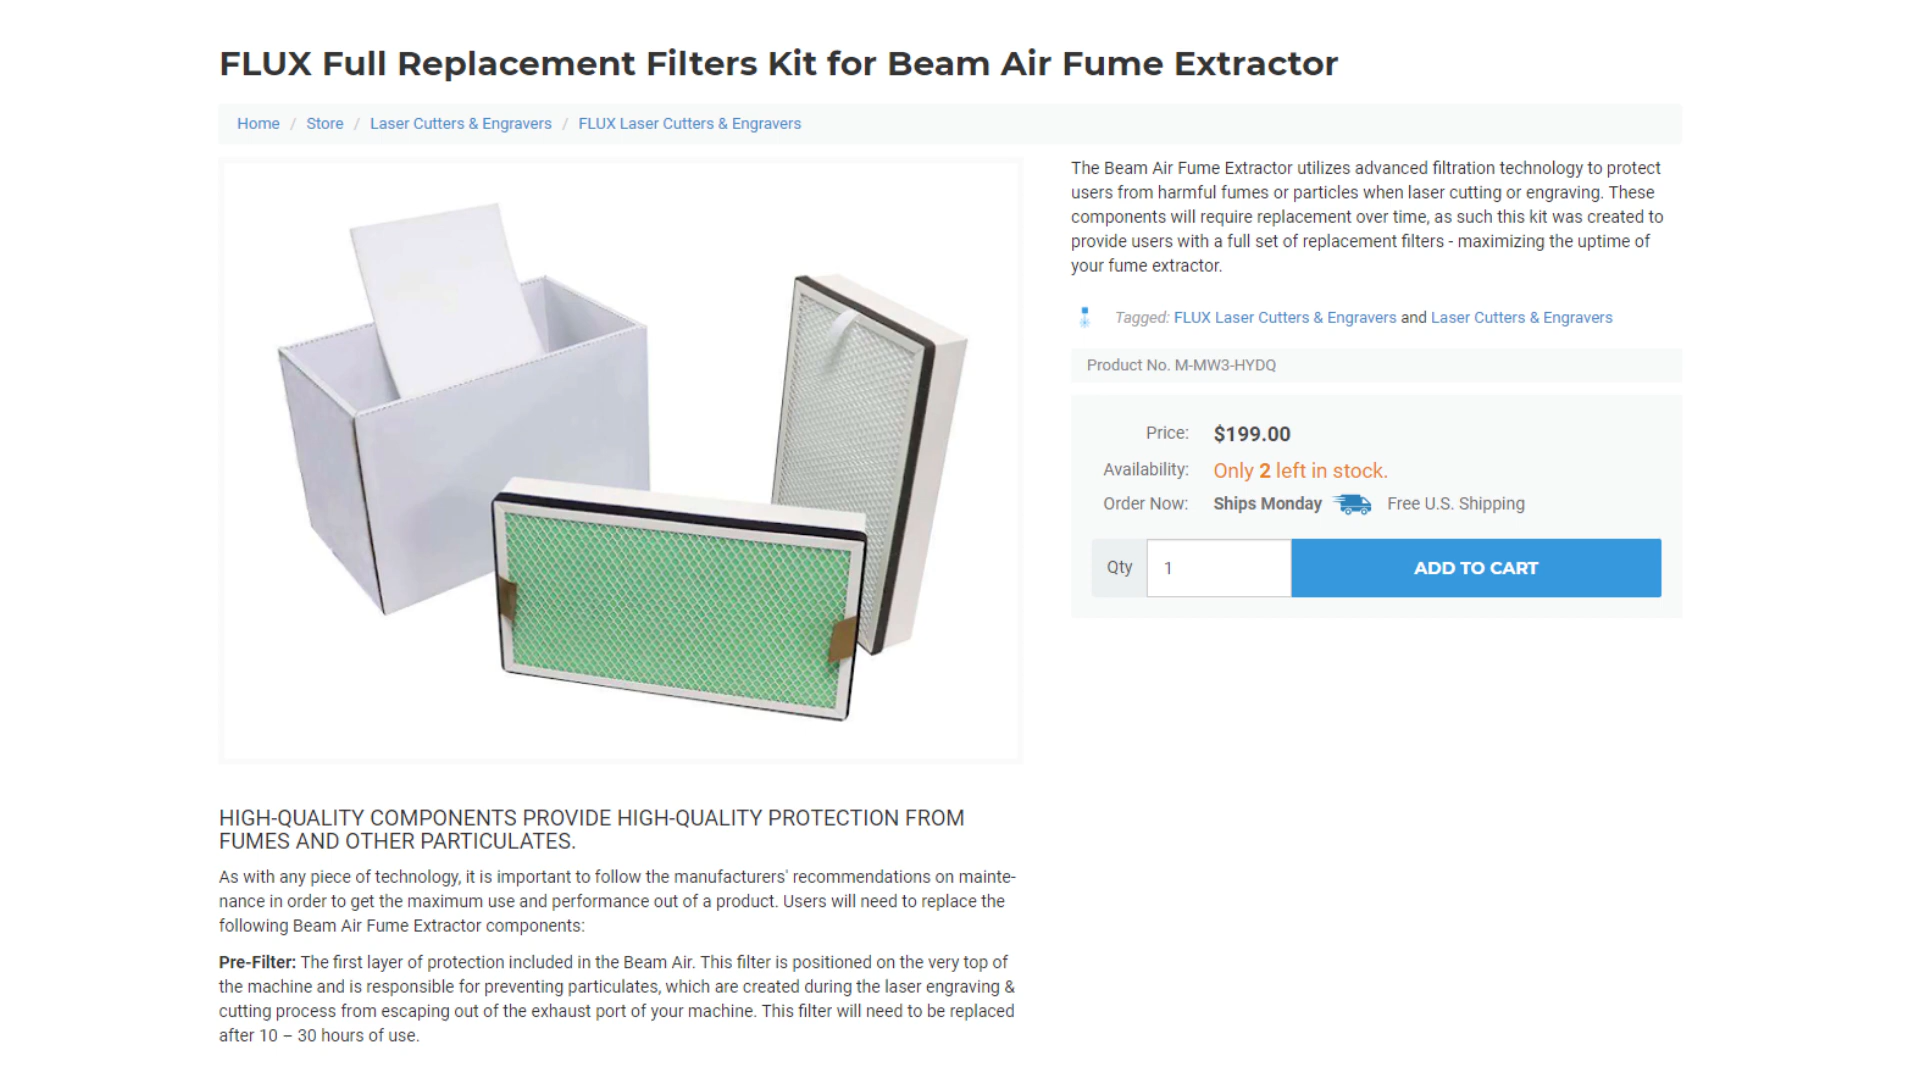 FLUX Full Replacement Filters Kit for Beam Air Fume Extractor
Home / Store / Laser Cutters & Engravers / FLUX Laser Cutters & Engravers
The Beam Air Fume Extractor utilizes advanced filtration technology to protect
users from harmful fumes or particles when laser cutting or engraving. These
components will require replacement over time, as such this kit was created to
provide users with a full set of replacement filters - maximizing the uptime of
your fume extractor.
Tagged: FLUX Laser Cutters & Engravers and Laser Cutters & Engravers
Product No. M-MW3-HYDQ
Price: $199.00
Availability: Only 2 left in stock.
Order Now: Ships Monday Free U.S. Shipping
Qty 1 ADD TO CART
HIGH-QUALITY COMPONENTS PROVIDE HIGH-QUALITY PROTECTION FROM
FUMES AND OTHER PARTICULATES.
As with any piece of technology, it is important to follow the manufacturers' recommendations on mainte-
nance in order to get the maximum use and performance out of a product. Users will need to replace the
following Beam Air Fume Extractor components:
Pre-Filter: The first layer of protection included in the Beam Air. This filter is positioned on the very top of
the machine and is responsible for preventing particulates, which are created during the laser engraving &
cutting process from escaping out of the exhaust port of your machine. This filter will need to be replaced
after 10 – 30 hours of use.